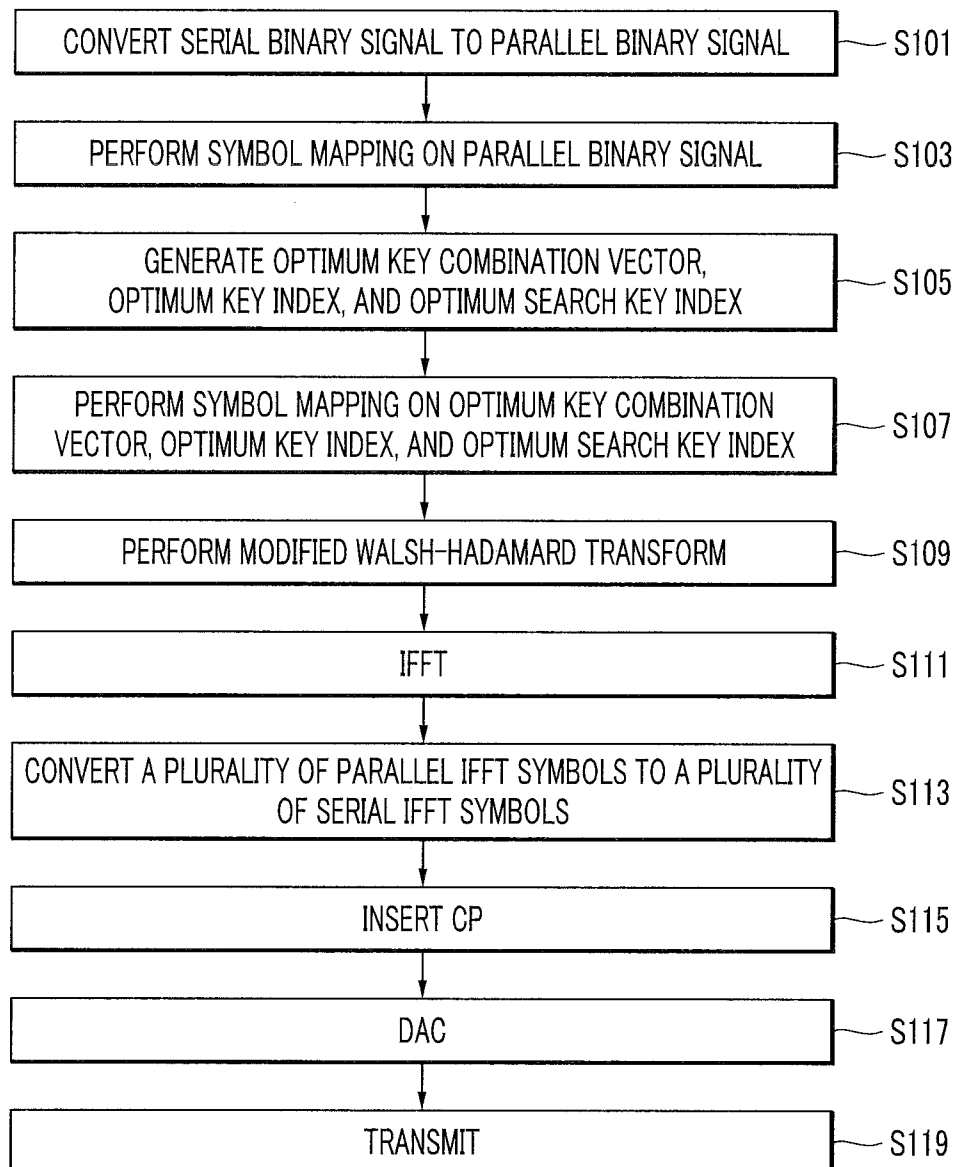 CONVERT SERIAL BINARY SIGNAL TO PARALLEL BINARY SIGNAL S101
PERFORM SYMBOL MAPPING ON PARALLEL BINARY SIGNAL S103
GENERATE OPTIMUM KEY COMBINATION VECTOR,
OPTIMUM KEY INDEX, AND OPTIMUM SEARCH KEY INDEX S105
PERFORM SYMBOL MAPPING ON OPTIMUM KEY COMBINATION
VECTOR, OPTIMUM KEY INDEX, AND OPTIMUM SEARCH KEY INDEX S107
PERFORM MODIFIED WALSH-HADAMARD TRANSFORM S109
IFFT S111
CONVERT A PLURALITY OF PARALLEL IFFT SYMBOLS TO A PLURALITY
OF SERIAL IFFT SYMBOLS S113
INSERT CP S115
DAC S117
TRANSMIT S119